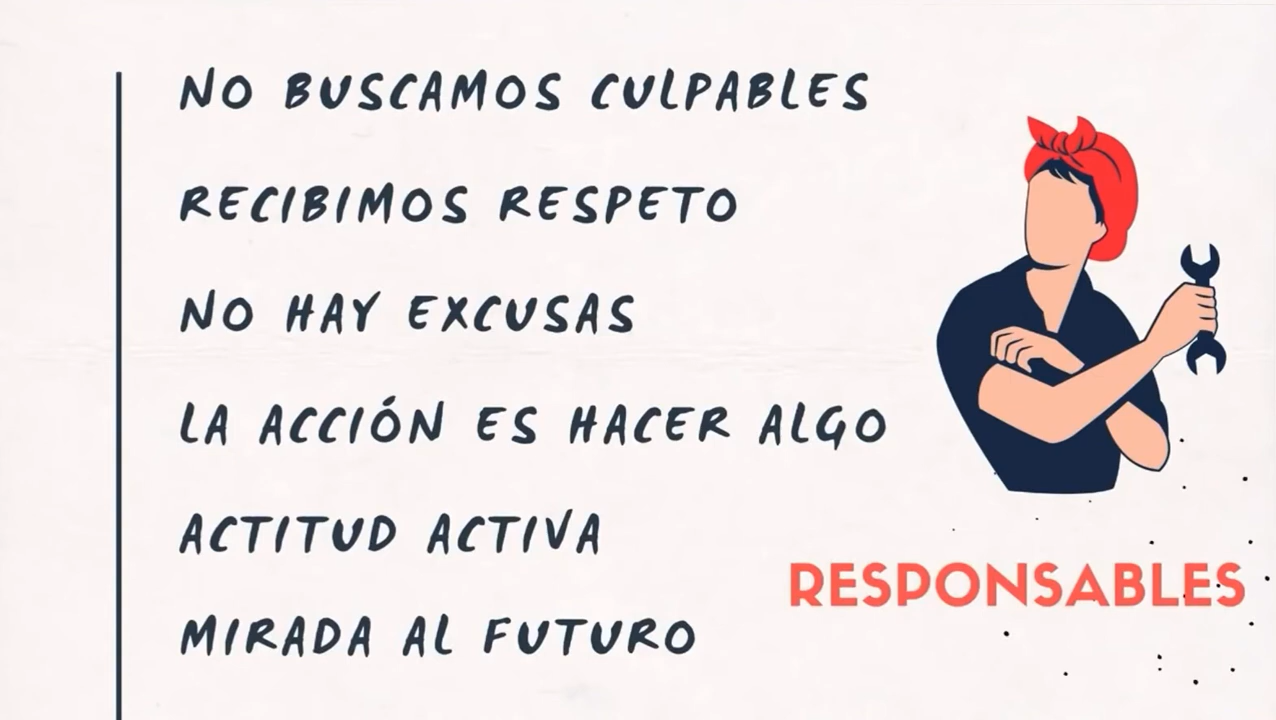 NO BUSCAMOS CULPABLES
RECIBIMOS RESPETO
NO HAY EXCUSAS
LA ACCIÓN ES HACER ALGO
ACTITUD ACTIVA
MIRADA AL FUTURO
RESPONSABLES